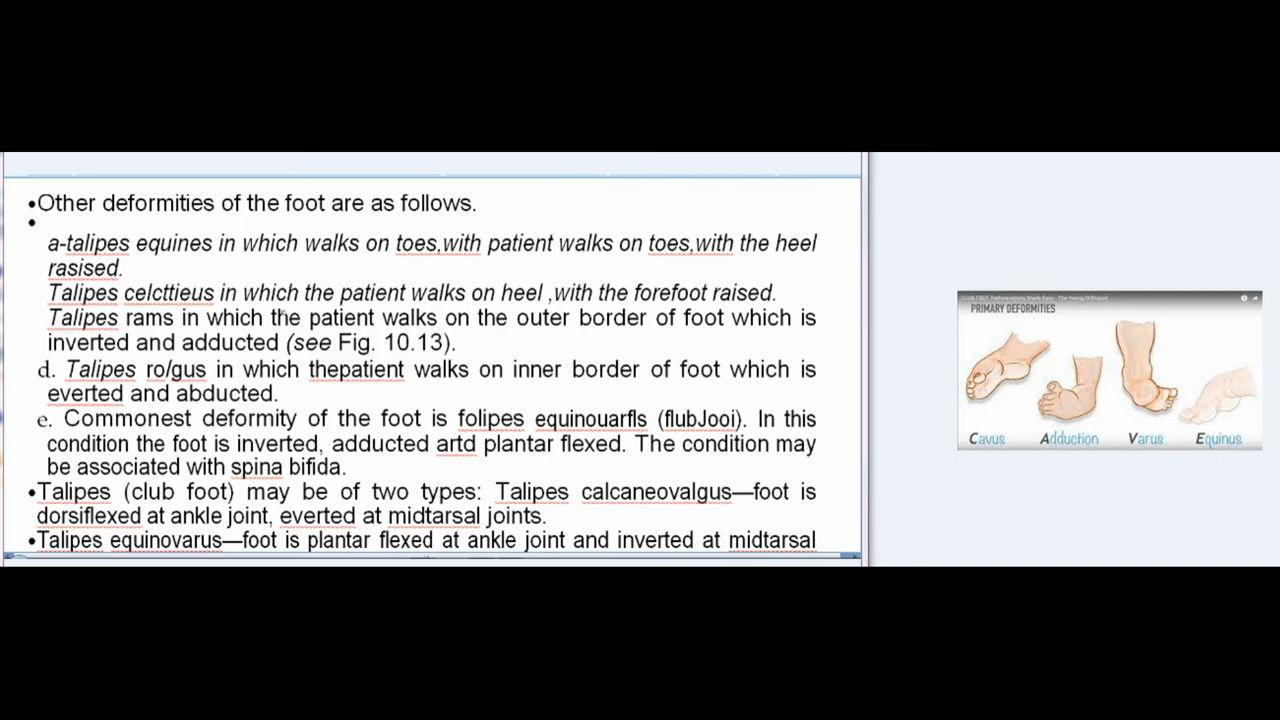 •Other deformities of the foot are as follows.
•
a-talipes equines in which walks on toes,with patient walks on toes,with the heel
rasised.
Talipes celcttieus in which the patient walks on heel ,with the forefoot raised.
Talipes rams in which the patient walks on the outer border of foot which is
inverted and adducted (see Fig. 10.13).
d. Talipes ro/gus in which thepatient walks on inner border of foot which is
everted and abducted.
e. Commonest deformity of the foot is folipes equinouarfls (flubJooi). In this
condition the foot is inverted, adducted artd plantar flexed. The condition may
be associated with spina bifida.
•Talipes (club foot) may be of two types: Talipes calcaneovalgus—foot is
dorsiflexed at ankle joint, everted at midtarsal joints.
•Talipes equinovarus—foot is plantar flexed at ankle joint and inverted at midtarsal
PRIMARY DEFORMITIES
Cavus Adduction Varus Equinus